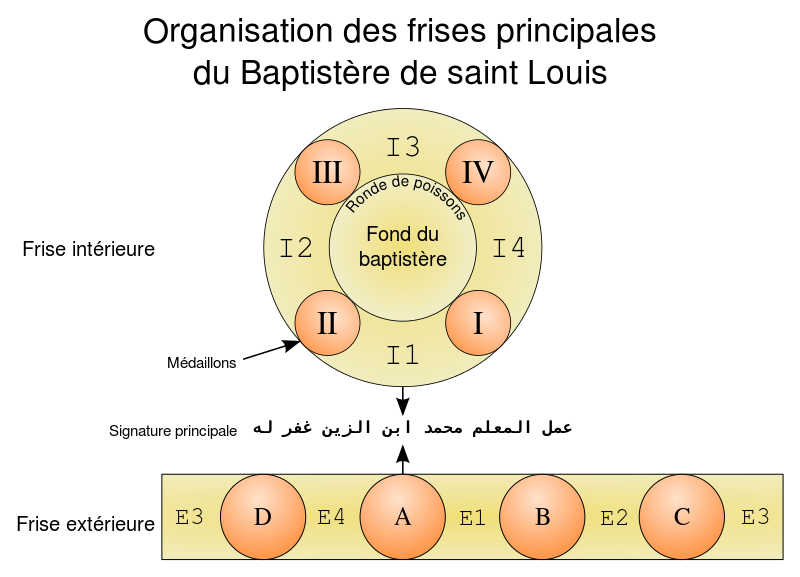 Organisation des frises principales
du Baptistère de saint Louis
I3
III
IV
Ronde de poissons
Frise intérieure
I2
Fond du
baptistère
I4
II
I
I1
Médaillons
Signature principale
عمل المعلم محمد ابن الزين غفر له
Frise extérieure
E3
D
E4
A
E1
B
E2
C
E3